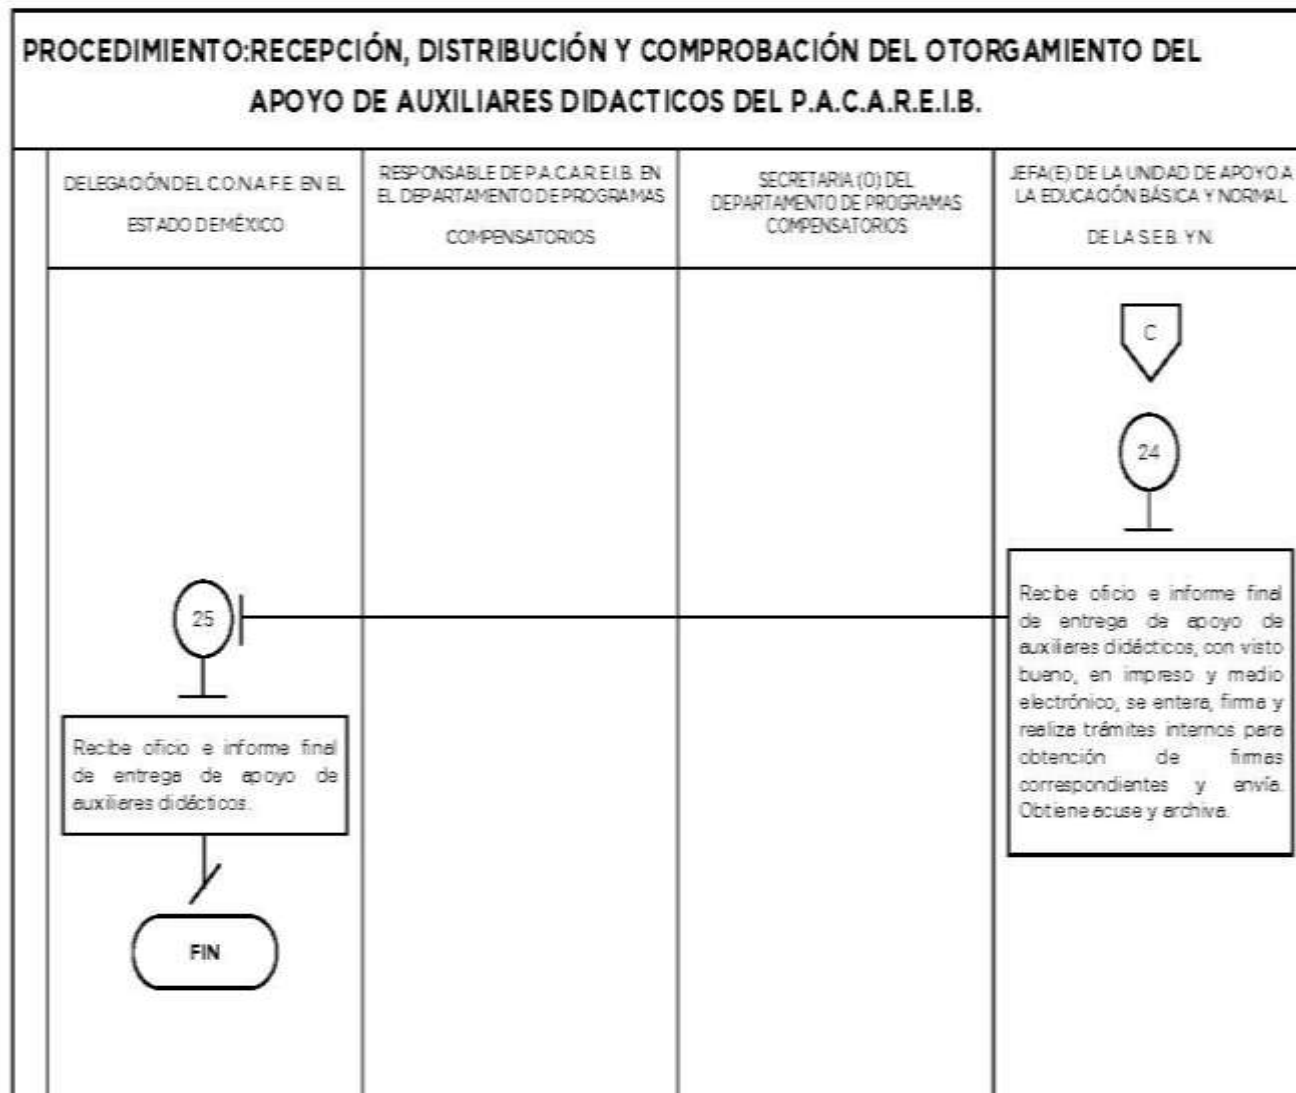 PROCEDIMIENTO:RECEPCIÓN, DISTRIBUCIÓN Y COMPROBACIÓN DEL OTORGAMIENTO DEL
APOYO DE AUXILIARES DIDACTICOS DEL P.A.C.A.R.E.I.B.
DELEGACIÓN DEL C.O.N.A.F.E. EN EL
ESTADO DE MÉXICO
RESPONSABLE DE P.A.C.A.R.E.I.B. EN
EL DEPARTAMENTO DE PROGRAMAS
COMPENSATORIOS
SECRETARIA (O) DEL
DEPARTAMENTO DE PROGRAMAS
COMPENSATORIOS
JEFA(E) DE LA UNIDAD DE APOYO A
LA EDUCACIÓN BÁSICA Y NORMAL
DE LA S.E.B. Y N.
C
24
Recibe oficio e informe final
de entrega de apoyo de
auxiliares didácticos, con visto
bueno, en impreso y medio
electrónico, se entera, firma y
realiza trámites internos para
obtención de firmas
correspondientes y envía.
Obtiene acuse y archiva.
25
Recibe oficio e informe final
de entrega de apoyo de
auxiliares didácticos.
FIN